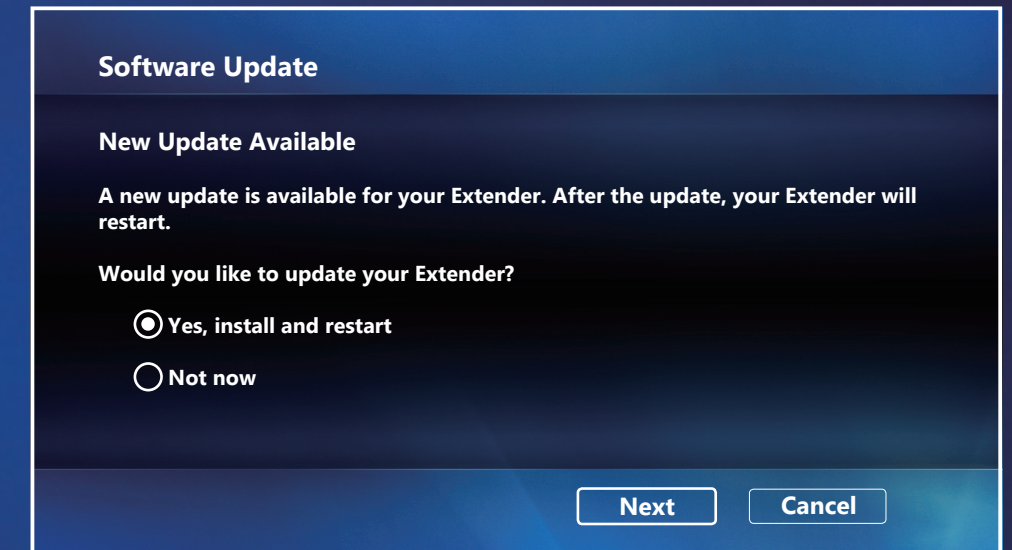 Software Update
New Update Available
A new update is available for your Extender. After the update, your Extender will
restart.
Would you like to update your Extender?
Yes, install and restart
Not now
Next
Cancel